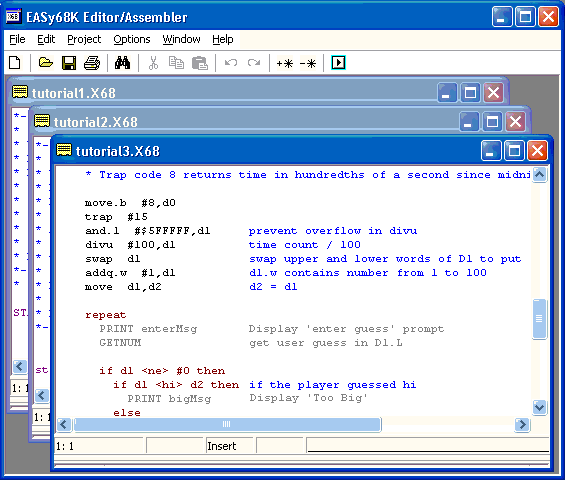 X68 EASy68K Editor/Assembler
File Edit Project Options Window Help
tutorial1.X68
tutorial2.X68
tutorial3.X68
* Trap code 8 returns time in hundredths of a second since midni
move.b #8,d0
trap #15
and.l #$5FFFFF,d1 prevent overflow in divu
divu #100,d1 time count / 100
swap d1 swap upper and lower words of D1 to put
addq.w #1,d1 d1.w contains number from 1 to 100
move d1,d2 d2 = d1
repeat
PRINT enterMsg Display 'enter guess' prompt
GETNUM get user guess in D1.L
if d1 <ne> #0 then
if d1 <hi> d2 then if the player guessed hi
PRINT bigMsg Display 'Too Big'
else
1: 1 Insert
ST
st
1: 1
1: 1